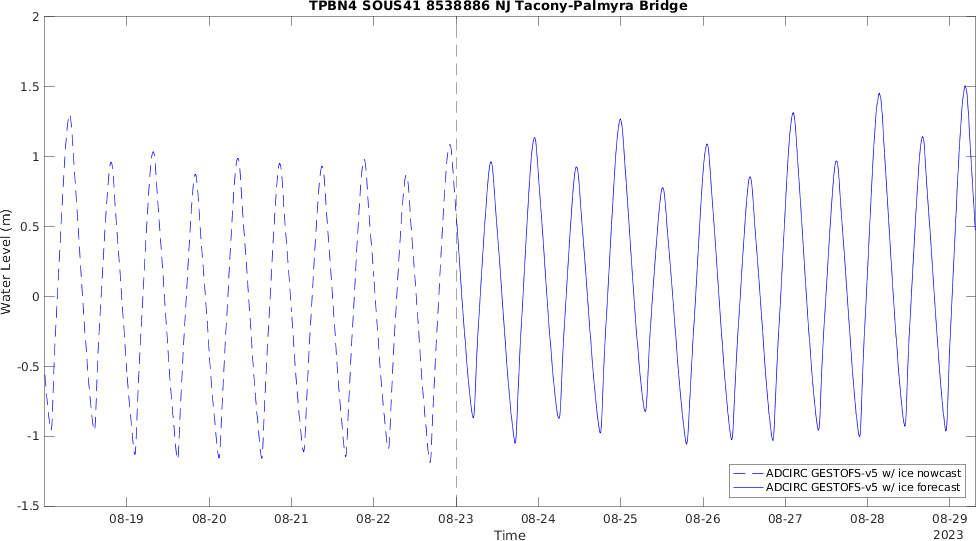 TPBN4 SOUS41 8538886 NJ Tacony-Palmyra Bridge
2
1.5
1
0.5
0
-0.5
-1
-1.5
Water Level (m)
ADCIRC GESTOFS-v5 w/ ice nowcast
ADCIRC GESTOFS-v5 w/ ice forecast
08-19 08-20 08-21 08-22 08-23 08-24 08-25 08-26 08-27 08-28 08-29
2023
Time